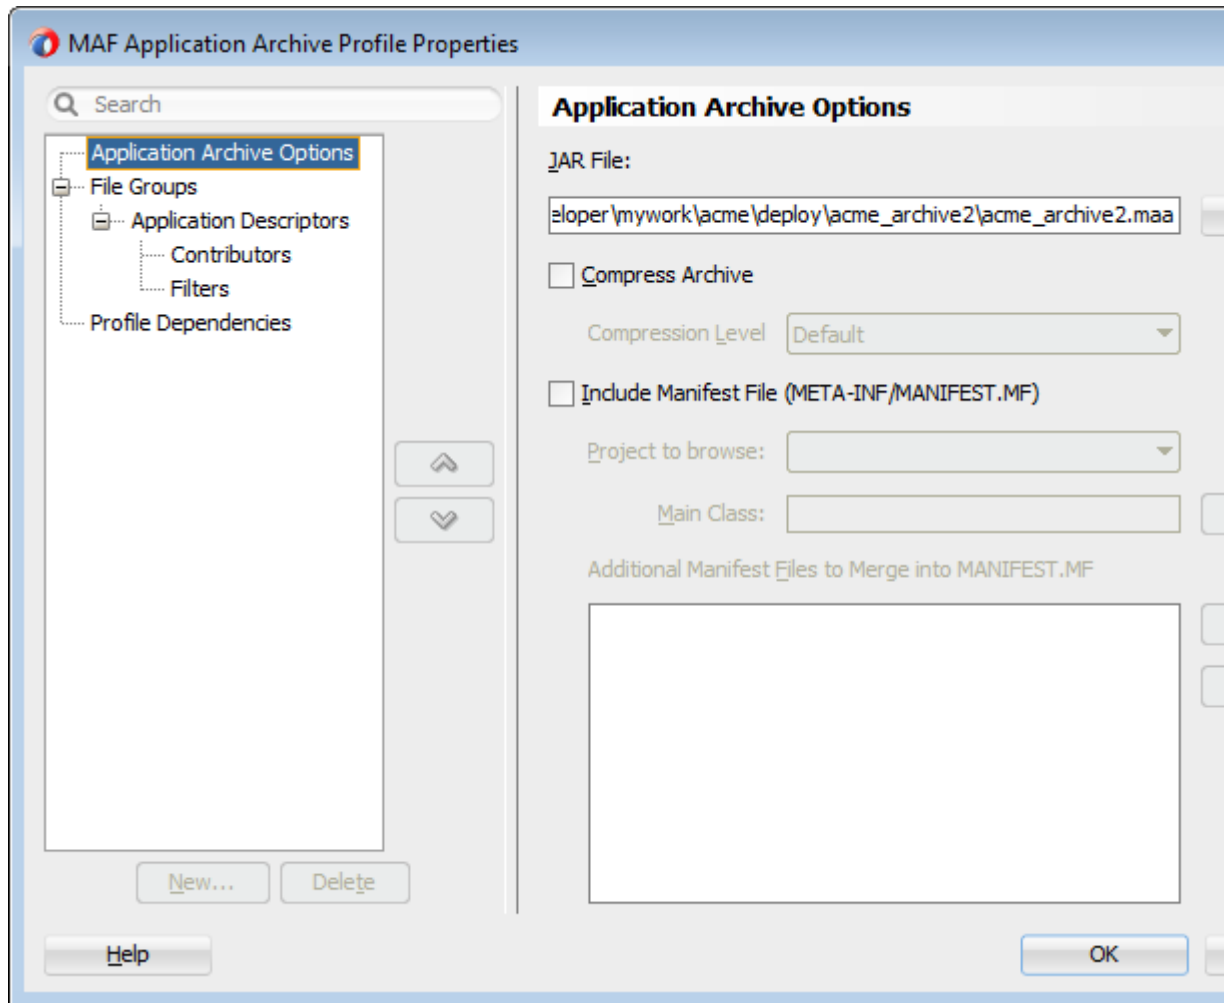 MAF Application Archive Profile Properties
Search
Application Archive Options
File Groups
Application Descriptors
Contributors
Filters
Profile Dependencies
New...
Delete
Help
Application Archive Options
JAR File:
eloper\mywork\acme\deploy\acme_archive2\acme_archive2.maa
Compress Archive
Compression Level Default
Include Manifest File (META-INF/MANIFEST.MF)
Project to browse:
Main Class:
Additional Manifest Files to Merge into MANIFEST.MF
OK